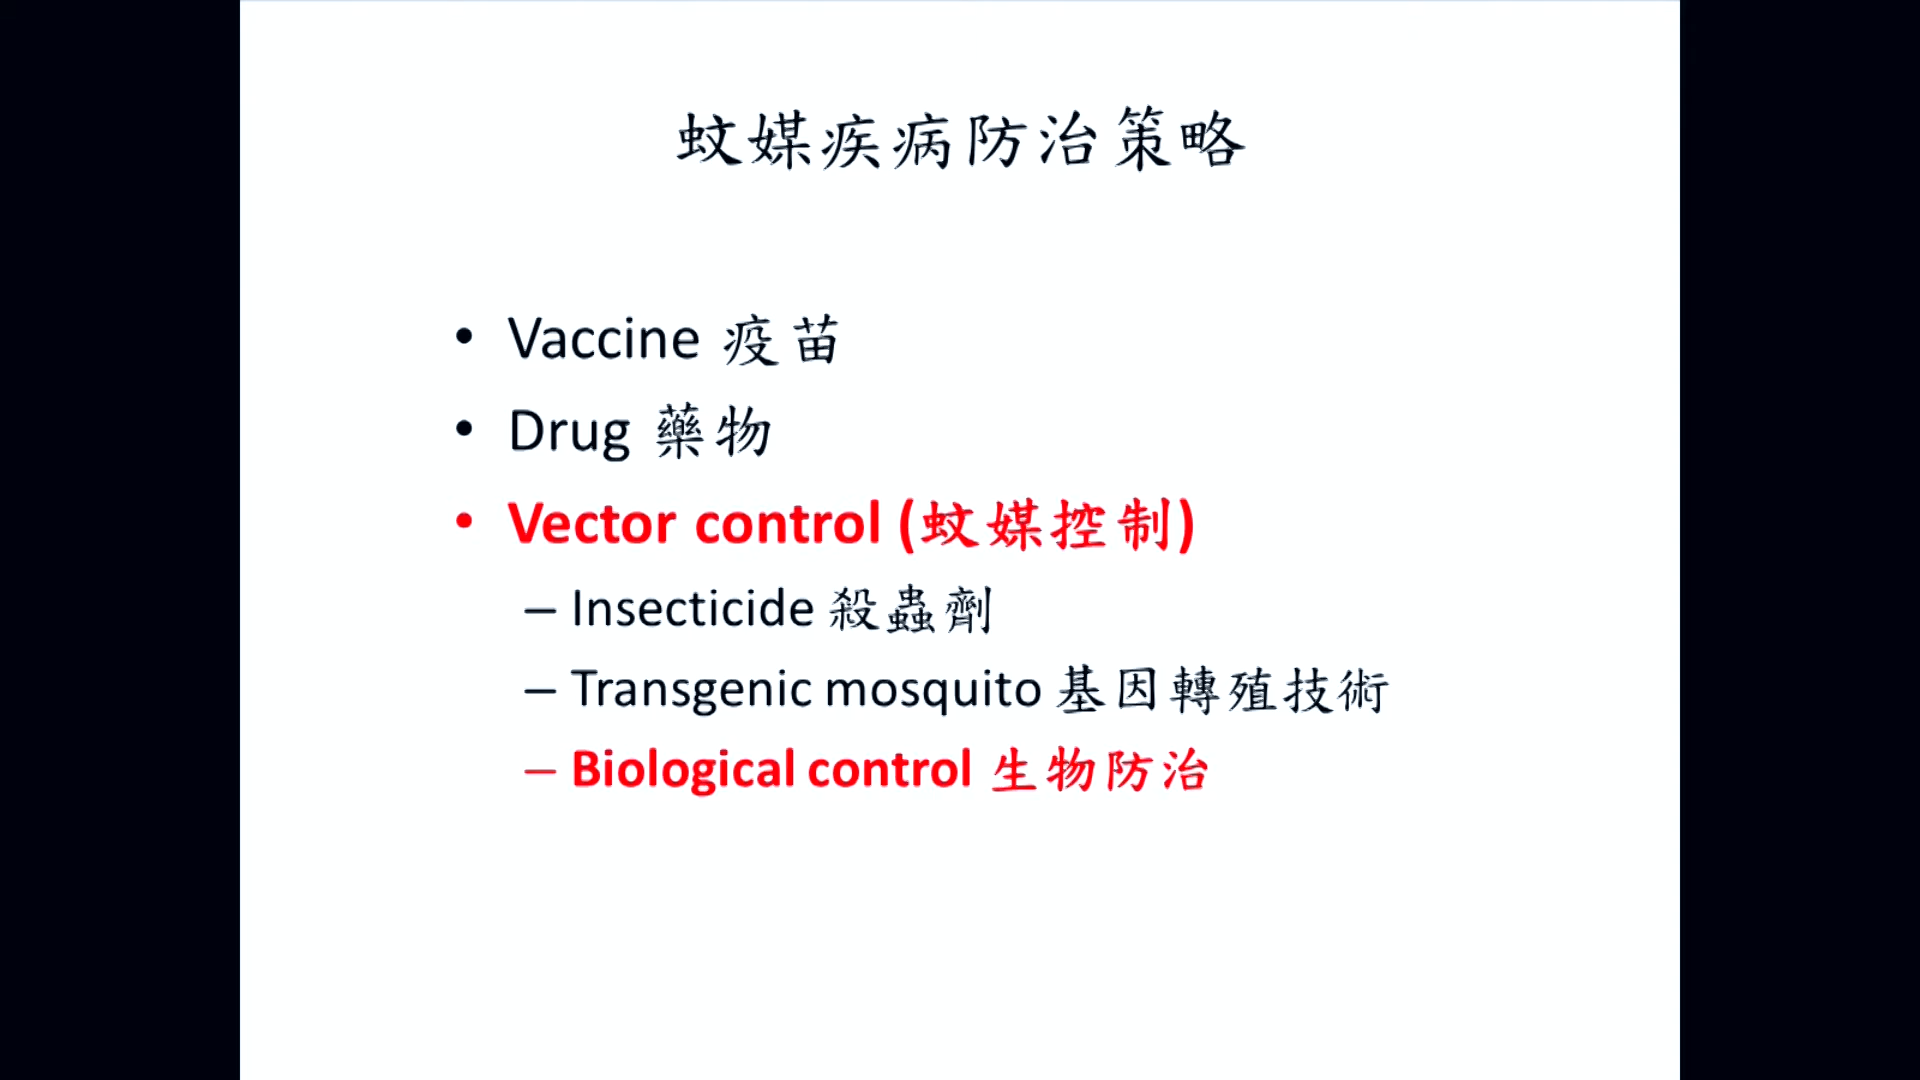 蚊媒疾病防治策略
• Vaccine 疫苗
• Drug 藥物
• Vector control (蚊媒控制)
– Insecticide 殺蟲劑
– Transgenic mosquito 基因轉殖技術
– Biological control 生物防治